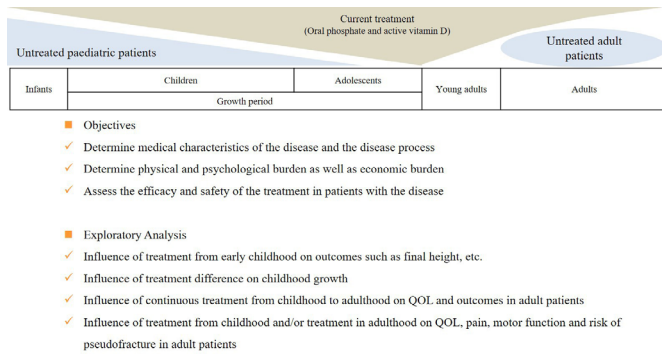 Current treatment
(Oral phosphate and active vitamin D)
Untreated paediatric patients
Untreated adult
patients
Infants
Children
Adolescents
Growth period
Young adults
Adults
Objectives
Determine medical characteristics of the disease and the disease process
Determine physical and psychological burden as well as economic burden
Assess the efficacy and safety of the treatment in patients with the disease
Exploratory Analysis
Influence of treatment from early childhood on outcomes such as final height, etc.
Influence of treatment difference on childhood growth
Influence of continuous treatment from childhood to adulthood on QOL and outcomes in adult patients
Influence of treatment from childhood and/or treatment in adulthood on QOL, pain, motor function and risk of
pseudofracture in adult patients